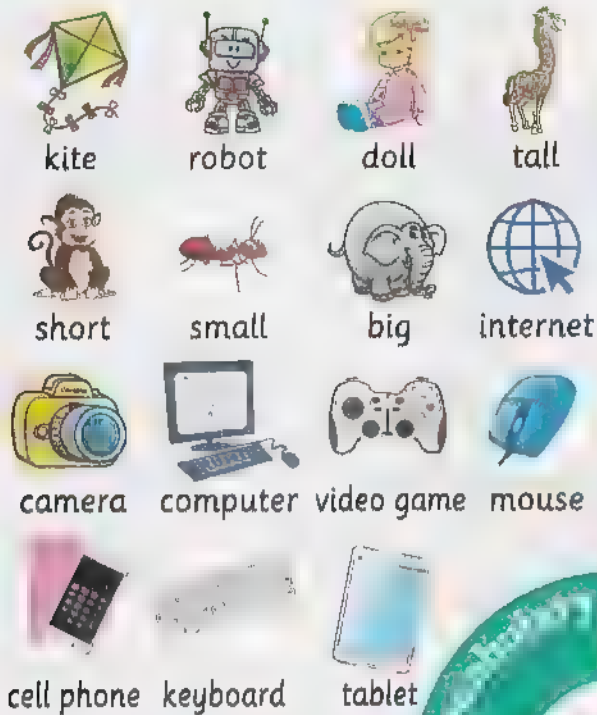 kite robot doll tall
short small big internet
camera computer video game mouse
cell phone keyboard tablet